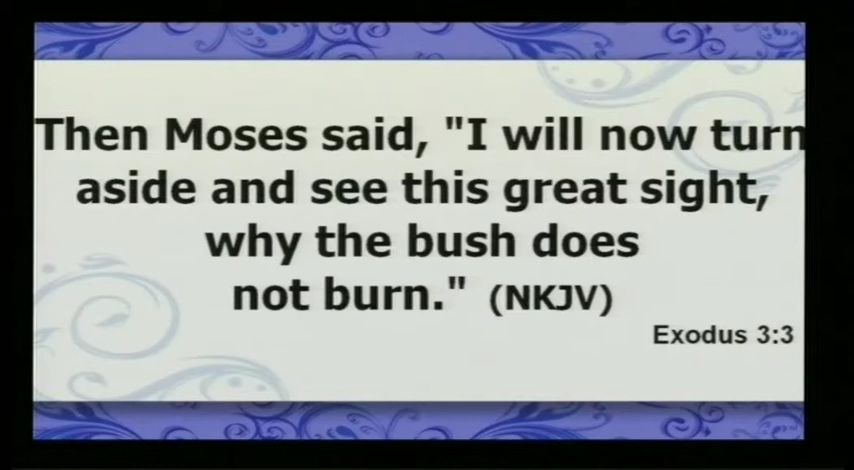 Then Moses said, "I will now turn
aside and see this great sight,
why the bush does
not burn." (NKJV)
Exodus 3:3